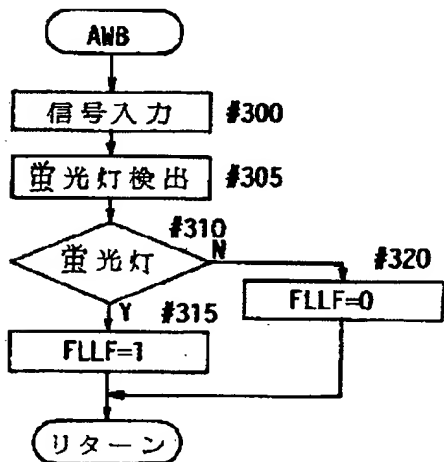 AWB
信号入力 #300
蛍光灯検出 #305
#310
蛍光灯 N
#320
FLLF=0
Y #315
FLLF=1
リターン